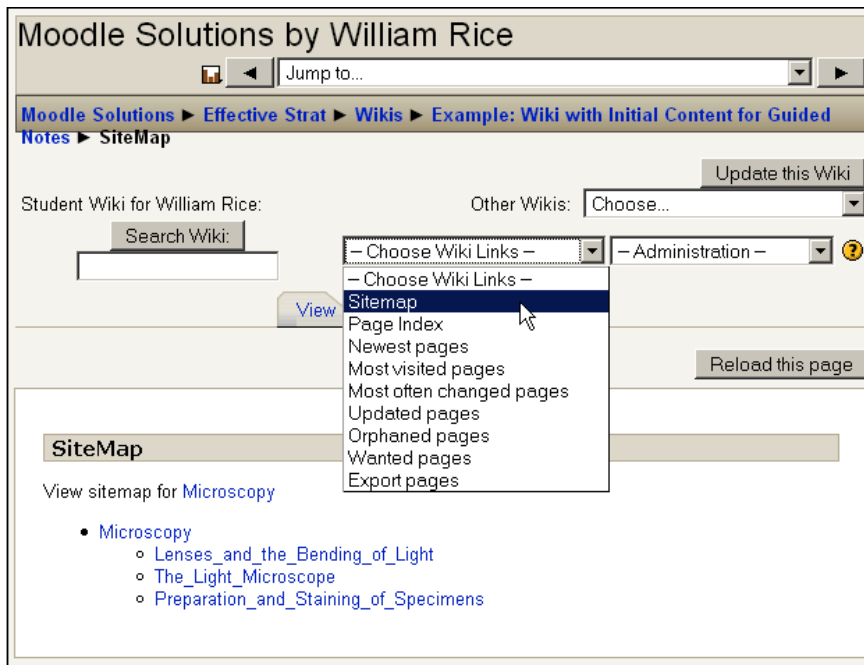 Moodle Solutions by William Rice
Jump to...
Moodle Solutions ► Effective Strat ► Wikis ► Example: Wiki with Initial Content for Guided
Notes ► SiteMap
Update this Wiki
Student Wiki for William Rice: Other Wikis: Choose...
Search Wiki: – Choose Wiki Links – – Administration –
– Choose Wiki Links –
Sitemap
View
Page Index
Newest pages
Most visited pages
Reload this page
Most often changed pages
Updated pages
Orphaned pages
Wanted pages
Export pages
SiteMap
View sitemap for Microscopy
• Microscopy
Lenses_and_the_Bending_of_Light
The_Light_Microscope
Preparation_and_Staining_of_Specimens